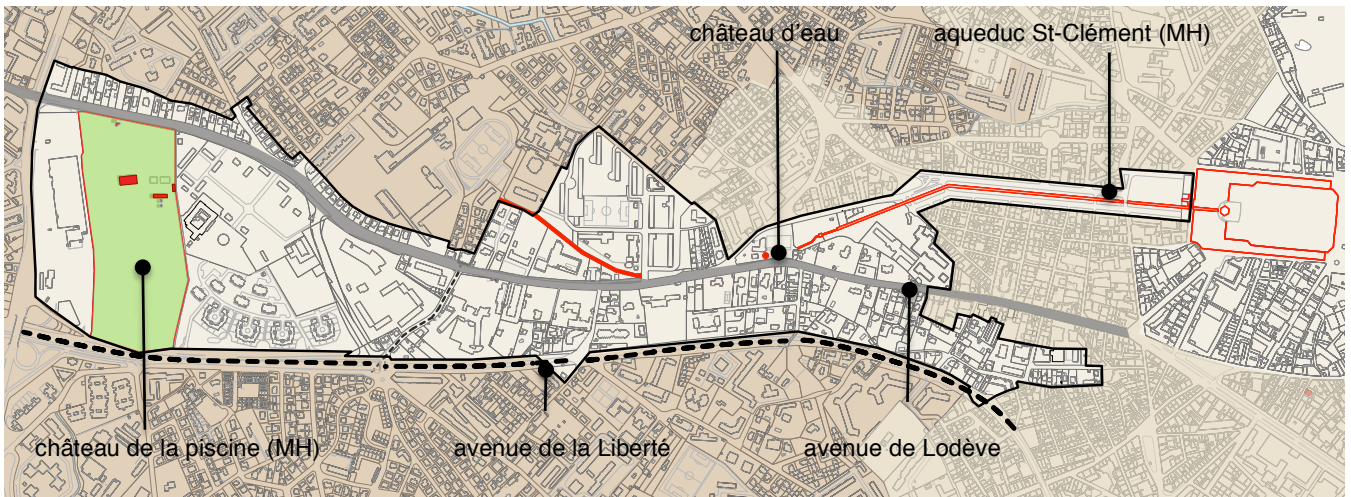 château d’eau
aqueduc St-Clément (MH)
château de la piscine (MH)
avenue de la Liberté
avenue de Lodève